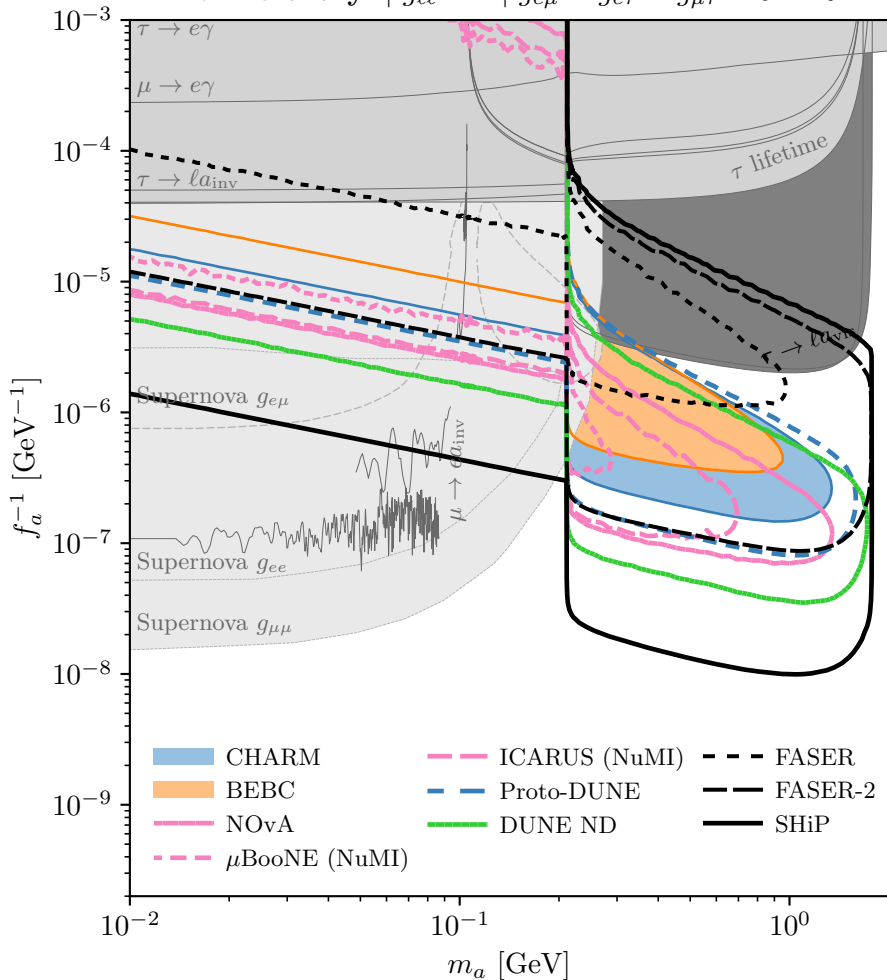 10⁻³
τ → eγ
μ → eγ
10⁻⁴
τ lifetime
τ → ℓa_inv
10⁻⁵
→ ℓa
10⁻⁶
Supernova g_eμ
μ → ea_inv
10⁻⁷
Supernova g_ee
Supernova g_μμ
10⁻⁸
10⁻⁹
f_a⁻¹ [GeV⁻¹]
CHARM
BEBC
NOvA
μBooNE (NuMI)
ICARUS (NuMI)
Proto-DUNE
DUNE ND
FASER
FASER-2
SHiP
10⁻²
10⁻¹
10⁰
m_a [GeV]